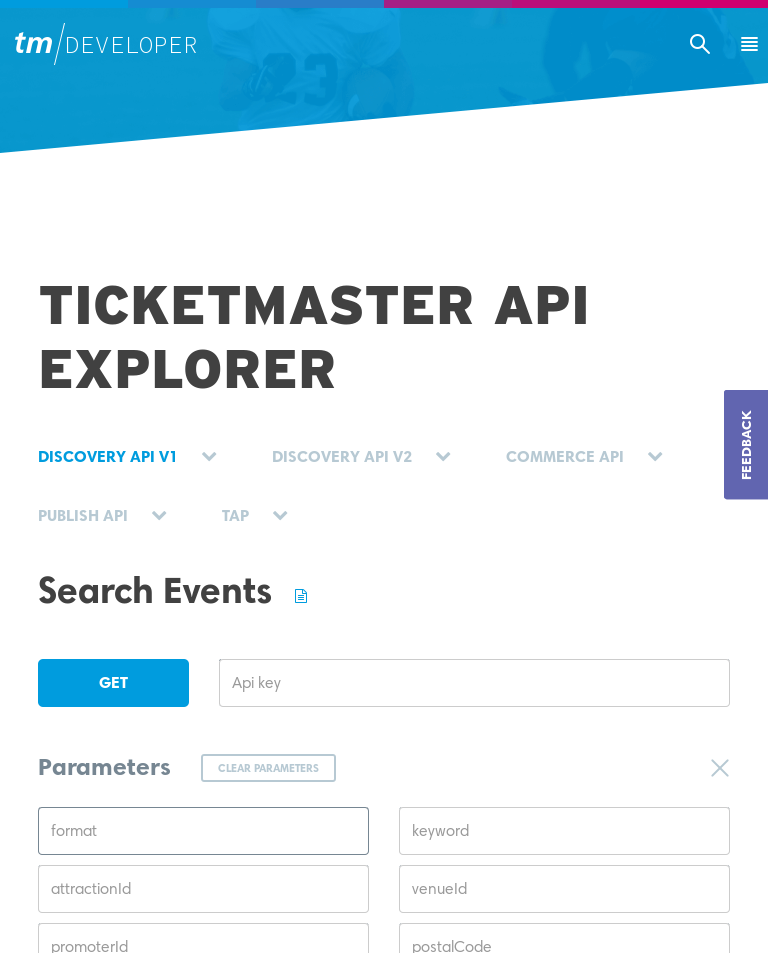 tm/DEVELOPER
23
TICKETMASTER API
EXPLORER
FEEDBACK
DISCOVERY API V1
DISCOVERY API V2
COMMERCE API
PUBLISH API
TAP
Search Events
GET
Api key
Parameters
CLEAR PARAMETERS
format
keyword
attractionId
venueId
promoterId
postalCode